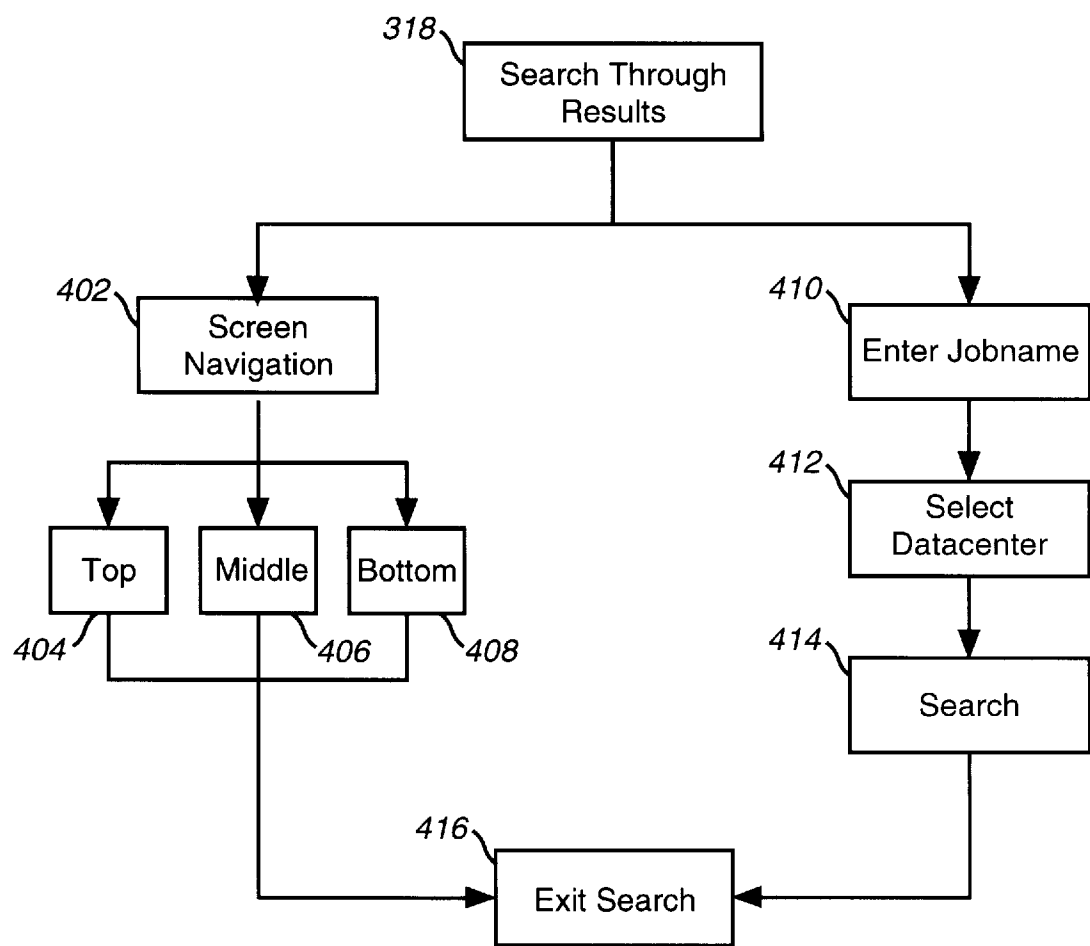 318
Search Through
Results
402
Screen
Navigation
410
Enter Jobname
412
Select
Datacenter
Top
Middle
Bottom
404
406
408
414
Search
416
Exit Search